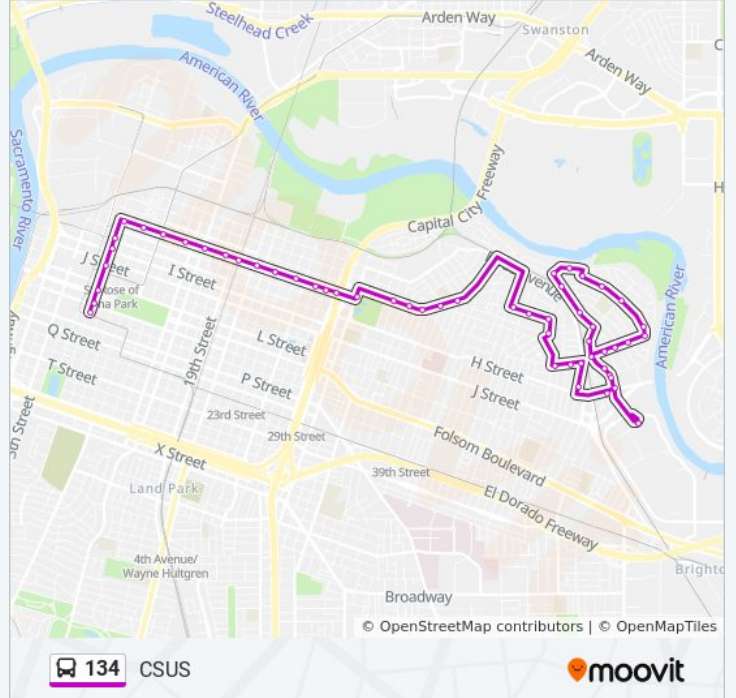 Steelhead Creek
Arden Way
Swanston
American River
Arden Way
Sacramento River
Capital City Freeway
J Street
I Street
American River
Q Street
19th Street
L Street
T Street
P Street
H Street
J Street
23rd Street
29th Street
Folsom Boulevard
X Street
39th Street
Land Park
El Dorado Freeway
4th Avenue/
Wayne Hultgren
Broadway
© OpenStreetMap contributors | © OpenMapTiles
134 CSUS
moovit